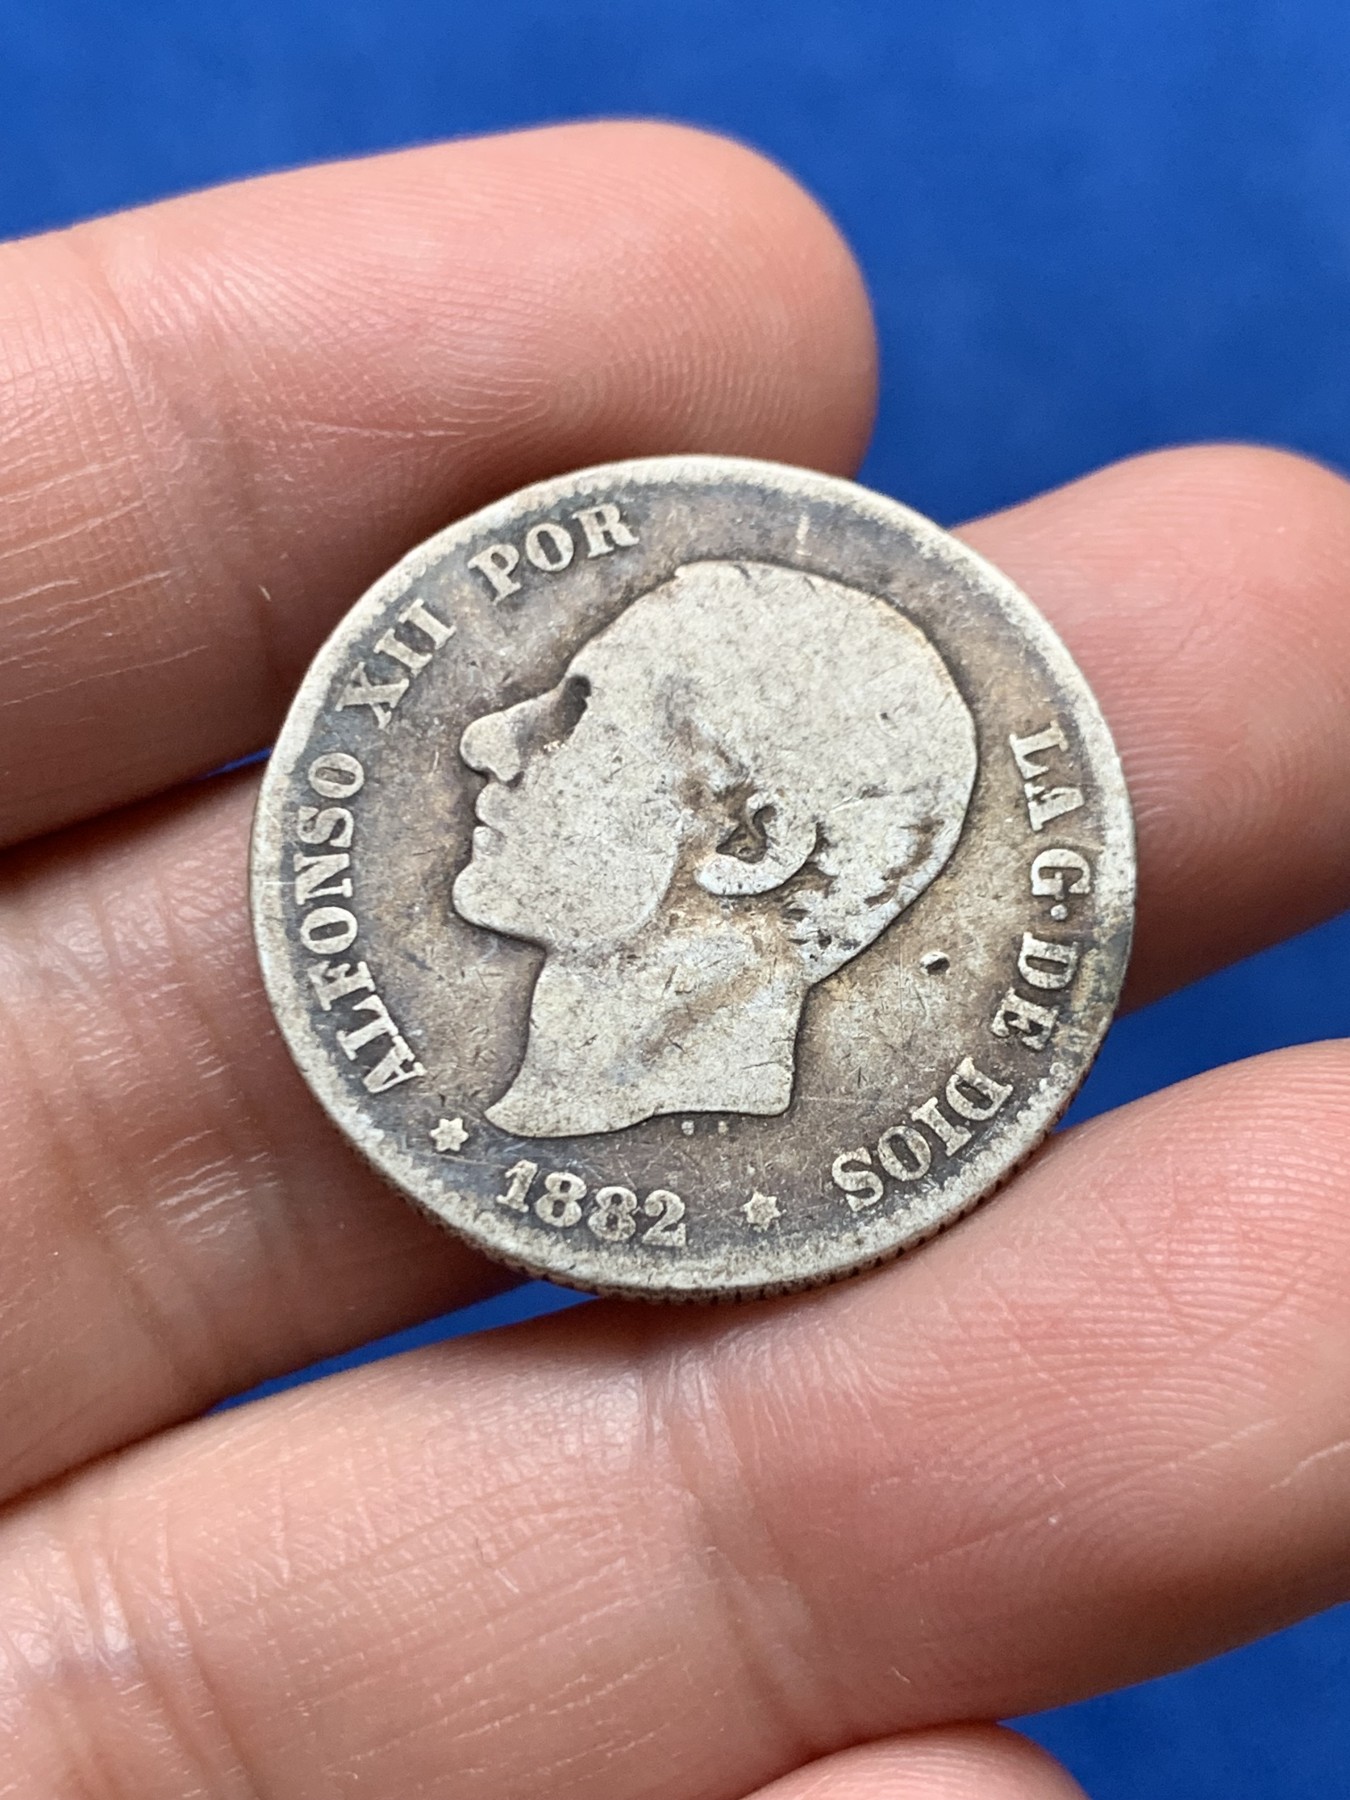 ALFONSO XII POR LA G· DE DIOS
* 1882 *